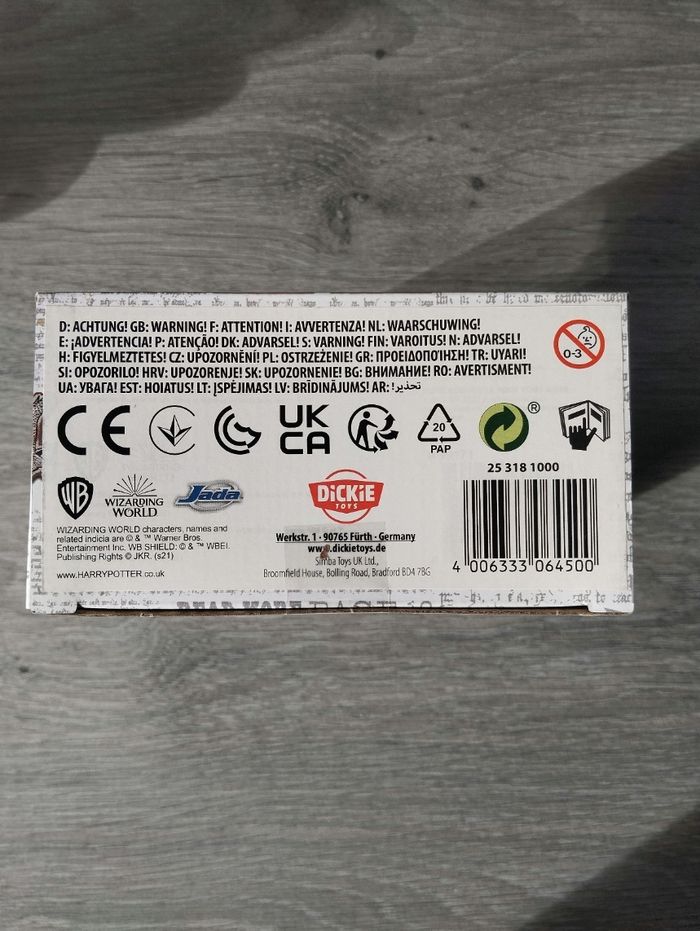 D: ACHTUNG! GB: WARNING! F: ATTENTION! I: AVVERTENZA! NL: WAARSCHUWING!
E: ¡ADVERTENCIA! P: ATENÇÃO! DK: ADVARSEL! S: VARNING! FIN: VAROITUS! N: ADVARSEL!
H: FIGYELMEZTETES! CZ: UPOZORNĚNÍ! PL: OSTRZEŻENIE! GR: ΠΡΟΕΙΔΟΠΟΊΗΣΗ! TR: UYARI!
SI: OPOZORILO! HRV: UPOZORENJE! SK: UPOZORNENIE! BG: ВНИМАНИЕ! RO: AVERTISMENT!
UA: УВАГА! EST: HOIATUS! LT: ĮSPĖJIMAS! LV: BRĪDINĀJUMS! AR: تحذير!
0-3
CE
UK
CA
20
PAP
®
25 318 1000
WB
WIZARDING
WORLD
Jada
DICKIE
TOYS
WIZARDING WORLD characters, names and
related indicia are © & ™ Warner Bros.
Entertainment Inc. WB SHIELD: © & ™ WBEI.
Publishing Rights © JKR. (s21)
www.HARRYPOTTER.co.uk
Werkstr. 1 · 90765 Fürth · Germany
.dickietoys.de
Simba Toys UK Ltd.,
Broomfield House, Bolling Road, Bradford BD4 7BG
4 006333 064500